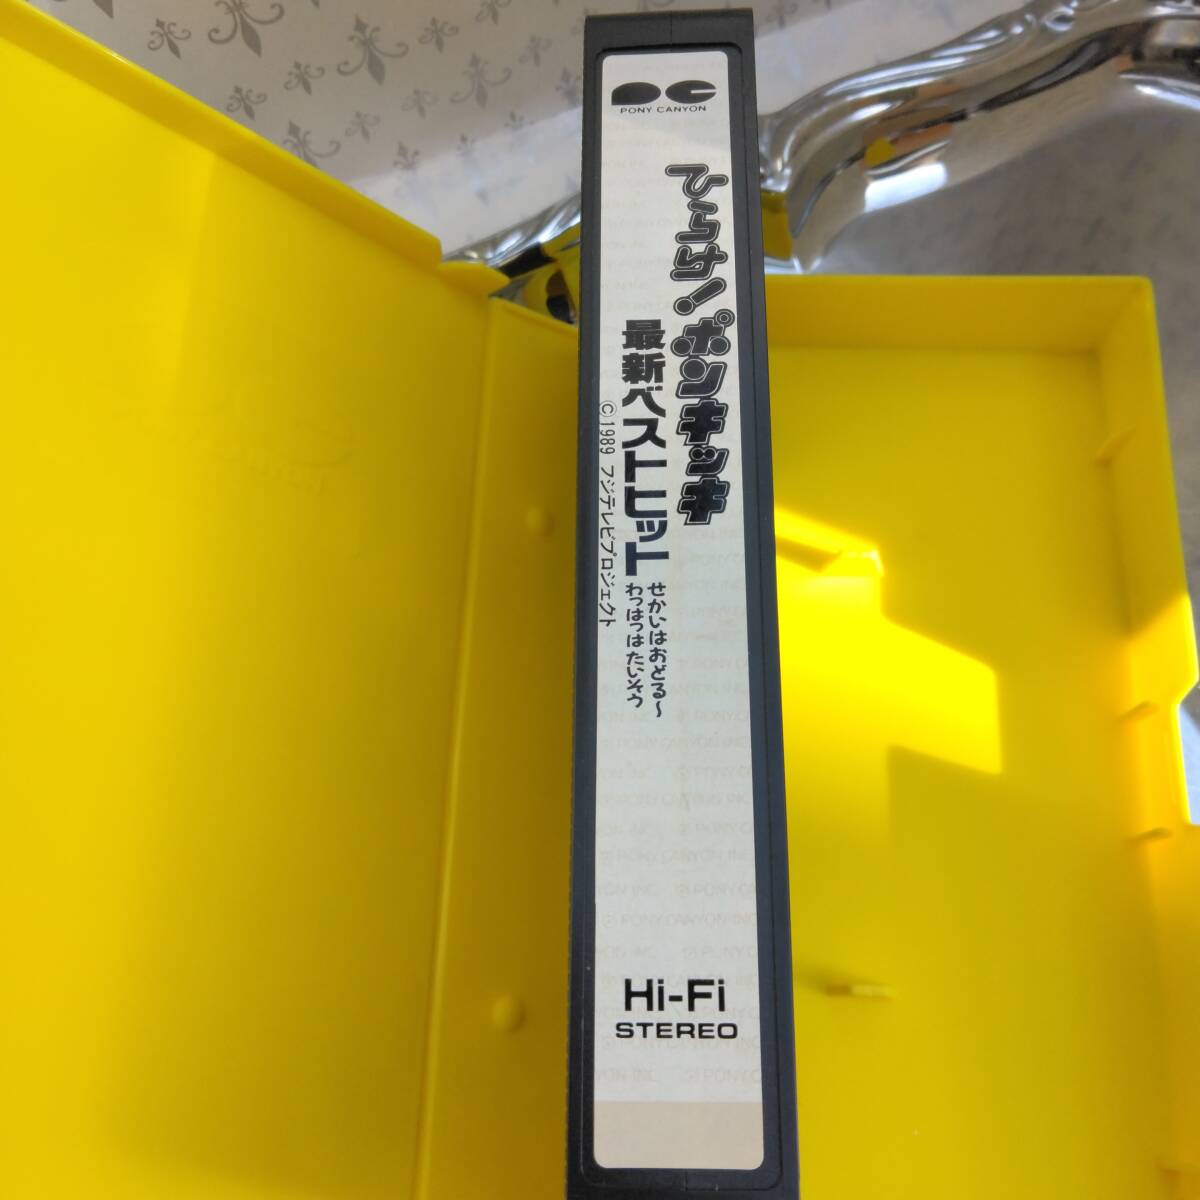 PONY CANYON
ひらけ!ポンキッキ
最新ベストヒット
せかいはおどる〜
わっはっはたいそう
©1989 フジテレビプロジェクト
Hi-Fi
STEREO